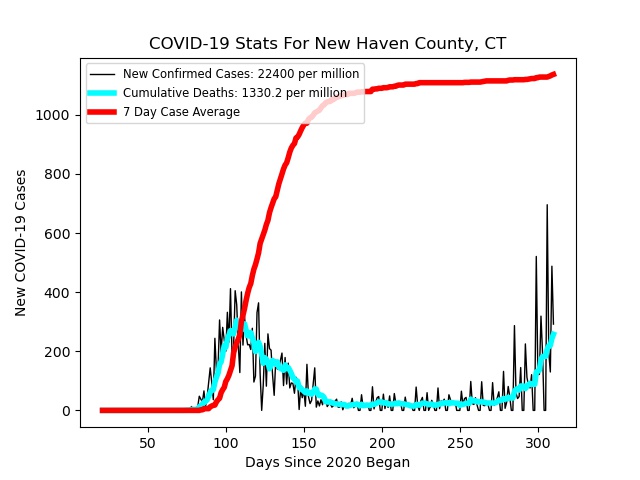 COVID-19 Stats For New Haven County, CT
New Confirmed Cases: 22400 per million
Cumulative Deaths: 1330.2 per million
7 Day Case Average
New COVID-19 Cases
1000
800
600
400
200
0
50 100 150 200 250 300
Days Since 2020 Began